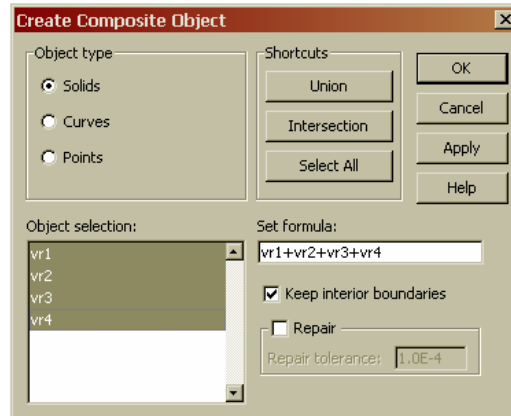 Create Composite Object
Object type
Solids
Curves
Points
Shortcuts
Union
Intersection
Select All
OK
Cancel
Apply
Help
Object selection:
vr1
vr2
vr3
vr4
Set formula:
vr1+vr2+vr3+vr4
Keep interior boundaries
Repair
Repair tolerance: 1.0E-4